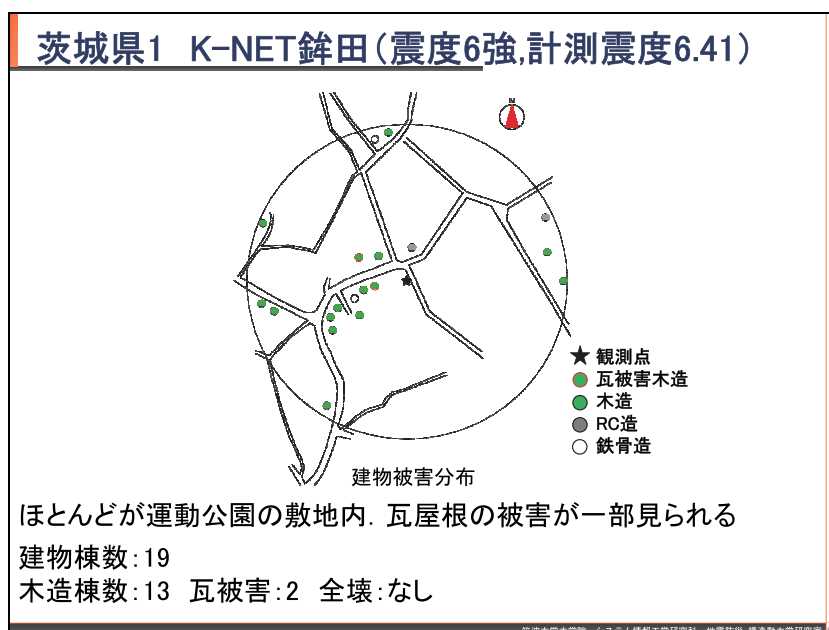 茨城県1 K-NET鉾田(震度6強,計測震度6.41)
N
★ 観測点
瓦被害木造
木造
RC造
鉄骨造
建物被害分布
ほとんどが運動公園の敷地内．瓦屋根の被害が一部見られる
建物棟数:19
木造棟数:13 瓦被害:2 全壊:なし